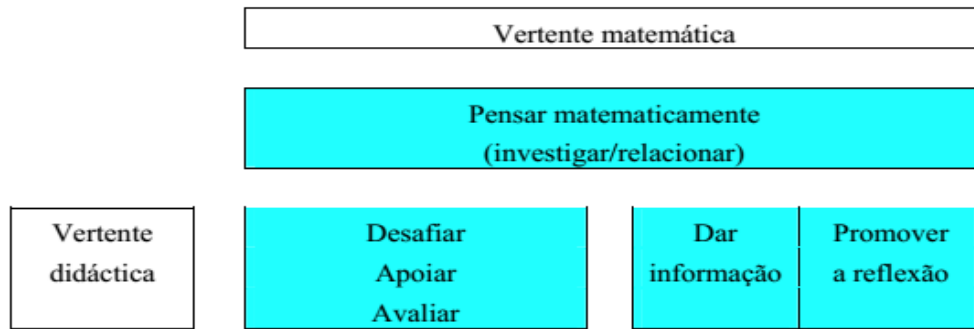 Vertente matemática
Pensar matematicamente
(investigar/relacionar)
Vertente
didáctica
Desafiar
Apoiar
Avaliar
Dar
informação
Promover
a reflexão